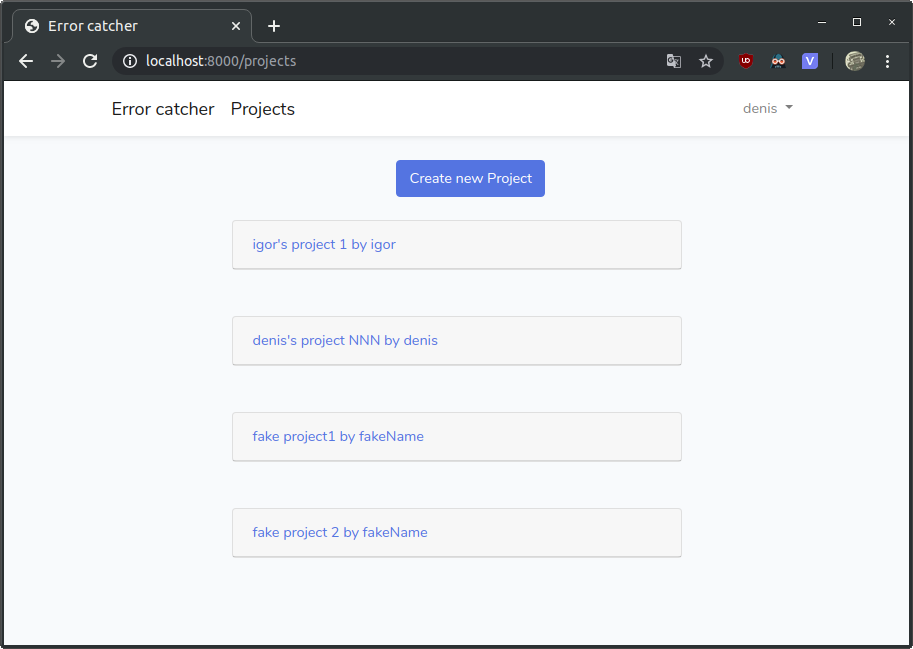 Error catcher
localhost:8000/projects
Error catcher Projects denis
Create new Project
igor's project 1 by igor
denis's project NNN by denis
fake project1 by fakeName
fake project 2 by fakeName